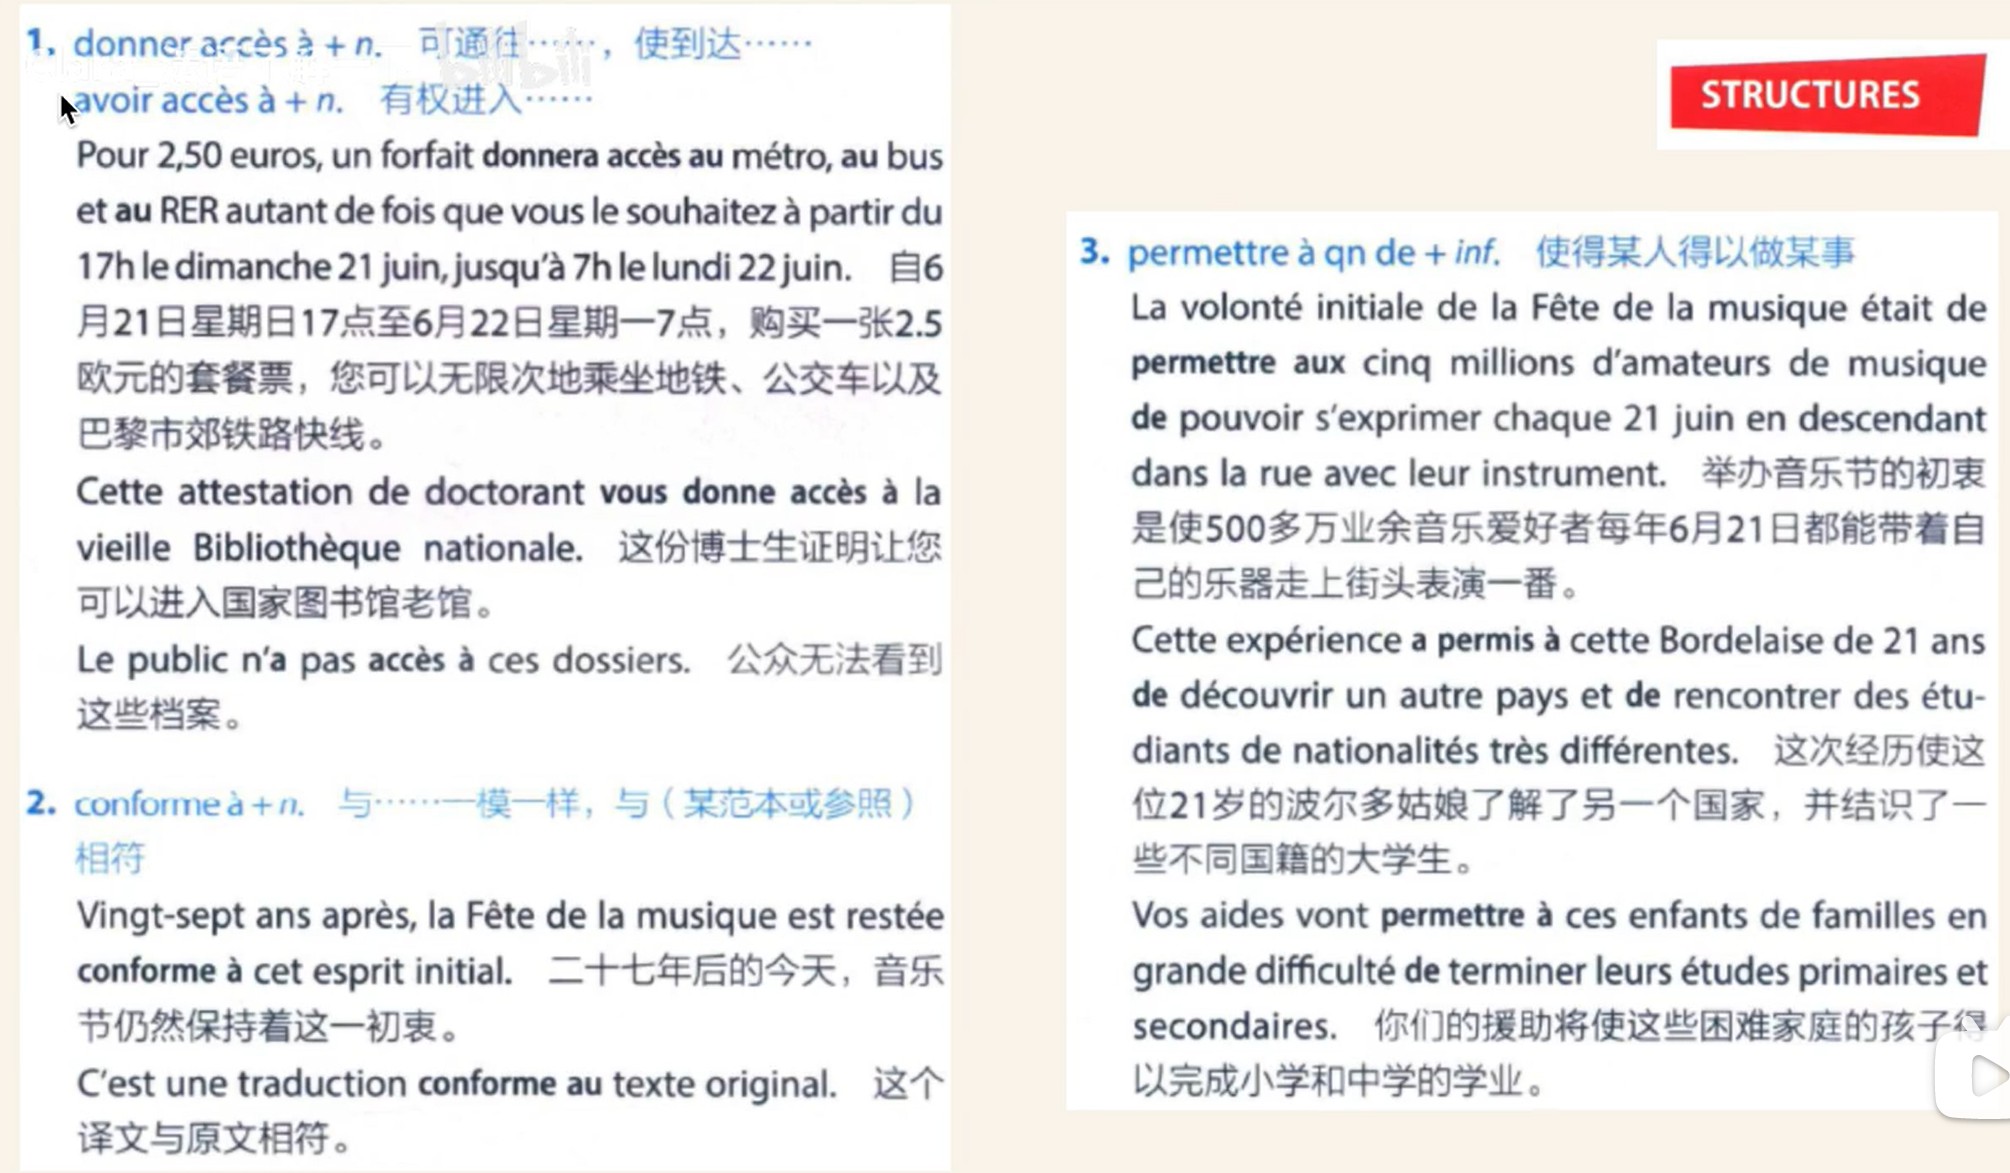 1. donner accès à + n. 可通往……，使到达……
avoir accès à + n. 有权进入……
Pour 2,50 euros, un forfait donnera accès au métro, au bus
et au RER autant de fois que vous le souhaitez à partir du
17h le dimanche 21 juin, jusqu'à 7h le lundi 22 juin. 自6
月21日星期日17点至6月22日星期一7点，购买一张2.5
欧元的套餐票，您可以无限次地乘坐地铁、公交车以及
巴黎市郊铁路快线。
Cette attestation de doctorant vous donne accès à la
vieille Bibliothèque nationale. 这份博士生证明让您
可以进入国家图书馆老馆。
Le public n'a pas accès à ces dossiers. 公众无法看到
这些档案。
2. conforme à + n. 与……一模一样，与（某范本或参照）
相符
Vingt-sept ans après, la Fête de la musique est restée
conforme à cet esprit initial. 二十七年后的今天，音乐
节仍然保持着这一初衷。
C'est une traduction conforme au texte original. 这个
译文与原文相符。
STRUCTURES
3. permettre à qn de + inf. 使得某人得以做某事
La volonté initiale de la Fête de la musique était de
permettre aux cinq millions d'amateurs de musique
de pouvoir s'exprimer chaque 21 juin en descendant
dans la rue avec leur instrument. 举办音乐节的初衷
是使500多万业余音乐爱好者每年6月21日都能带着自
己的乐器走上街头表演一番。
Cette expérience a permis à cette Bordelaise de 21 ans
de découvrir un autre pays et de rencontrer des étu-
diants de nationalités très différentes. 这次经历使这
位21岁的波尔多姑娘了解了另一个国家，并结识了一
些不同国籍的大学生。
Vos aides vont permettre à ces enfants de familles en
grande difficulté de terminer leurs études primaires et
secondaires. 你们的援助将使这些困难家庭的孩子得
以完成小学和中学的学业。
bilibili